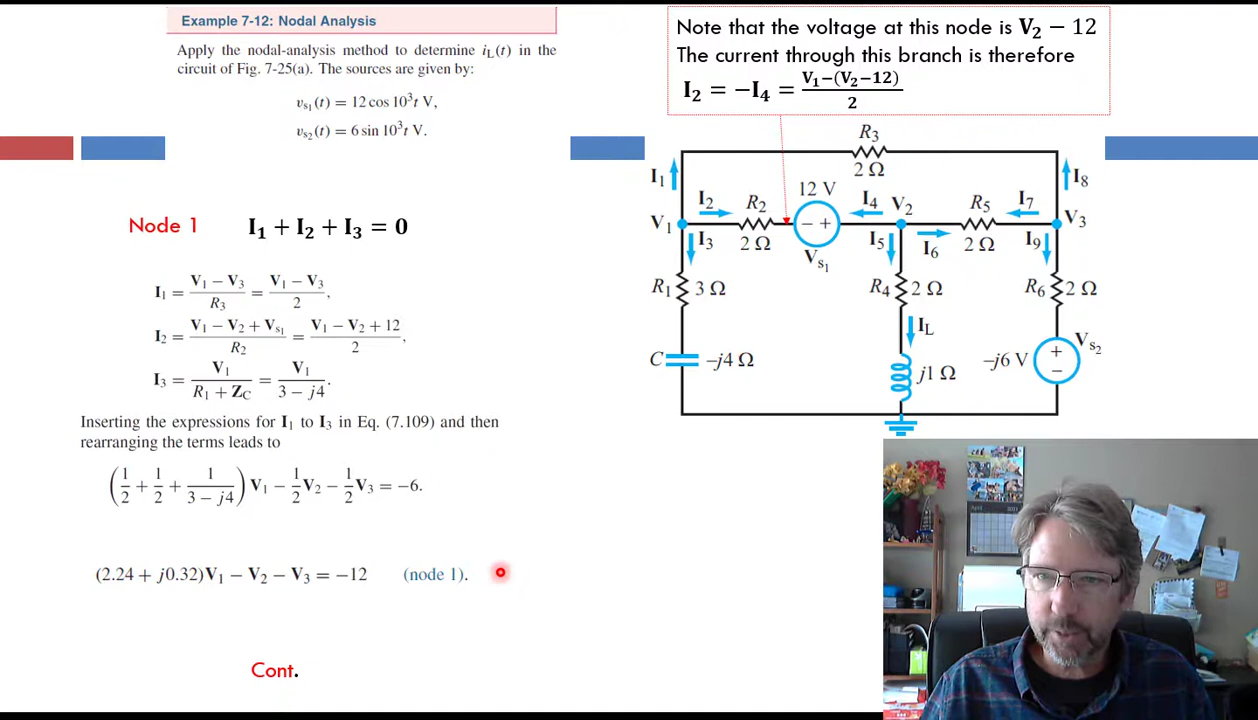 Example 7-12: Nodal Analysis
Apply the nodal-analysis method to determine iL(t) in the
circuit of Fig. 7-25(a). The sources are given by:
υs1(t) = 12 cos 10³t V,
υs2(t) = 6 sin 10³t V.
Note that the voltage at this node is V₂ − 12
The current through this branch is therefore
I₂ = −I₄ = (V₁−(V₂−12))/2
Node 1 I₁ + I₂ + I₃ = 0
I₁ = (V₁ − V₃)/R₃ = (V₁ − V₃)/2,
I₂ = (V₁ − V₂ + Vs1)/R₂ = (V₁ − V₂ + 12)/2,
I₃ = V₁/(R₁ + ZC) = V₁/(3 − j4).
Inserting the expressions for I₁ to I₃ in Eq. (7.109) and then
rearranging the terms leads to
(1/2 + 1/2 + 1/(3 − j4)) V₁ − 1/2 V₂ − 1/2 V₃ = −6.
(2.24 + j0.32)V₁ − V₂ − V₃ = −12 (node 1).
Cont.
R₃
2 Ω
I₁
I₈
12 V
I₂ R₂ I₄ V₂ R₅ I₇
V₁ − + V₃
I₃ 2 Ω Vs1 I₅ I₆ 2 Ω I₉
R₁ 3 Ω R₄ 2 Ω R₆ 2 Ω
IL
C −j4 Ω j1 Ω −j6 V + − Vs2
April 2021